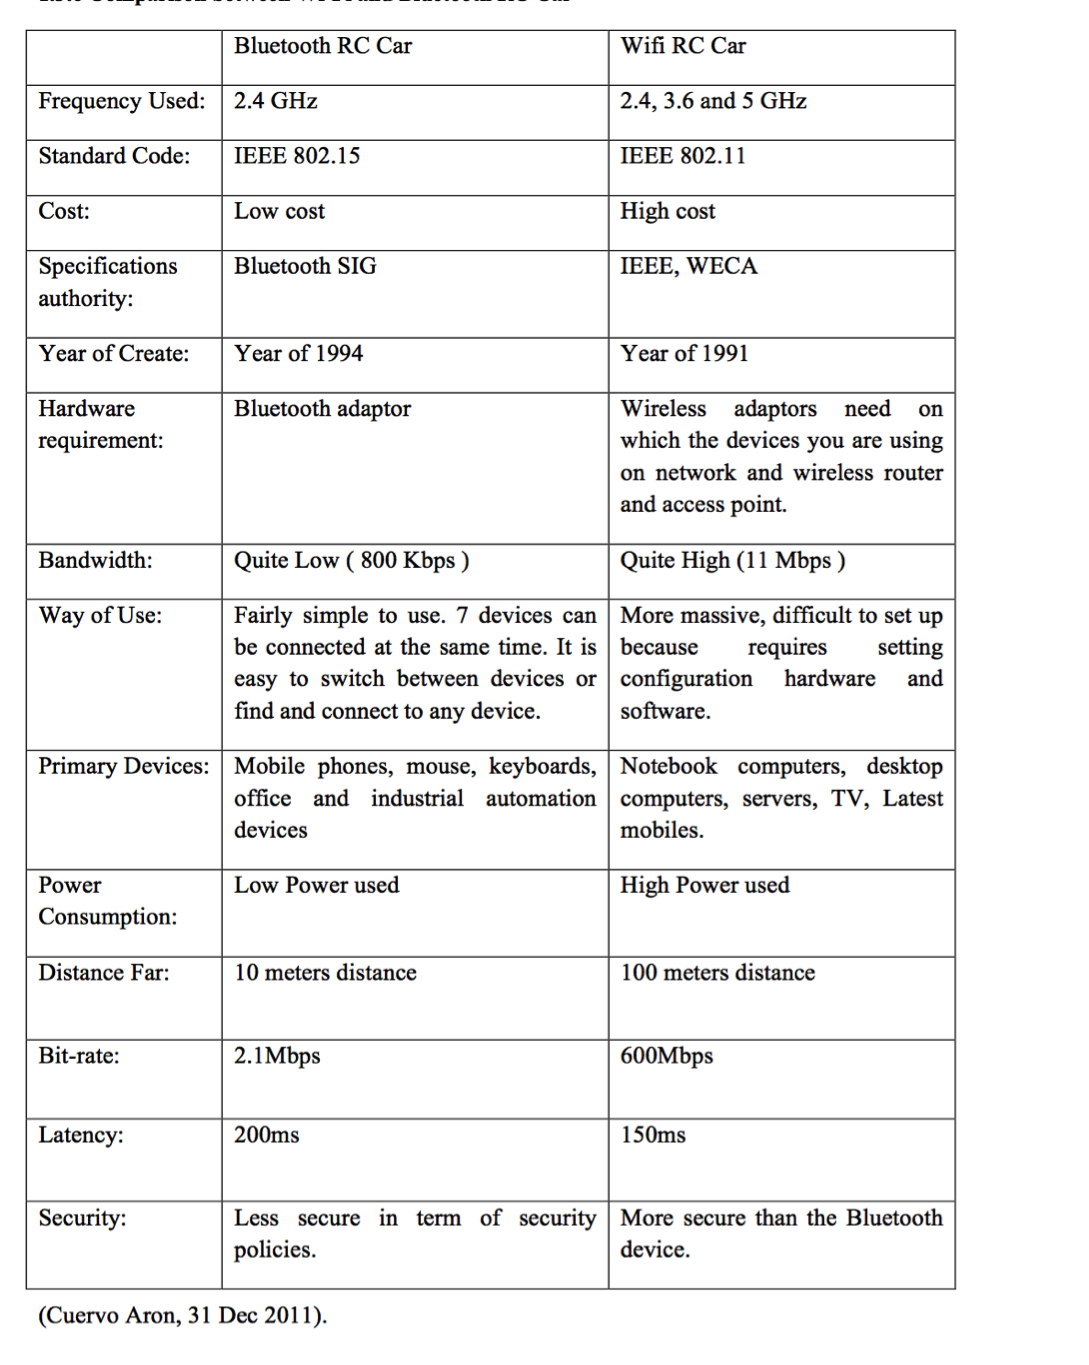 Bluetooth RC Car Wifi RC Car
Frequency Used: 2.4 GHz 2.4, 3.6 and 5 GHz
Standard Code: IEEE 802.15 IEEE 802.11
Cost: Low cost High cost
Specifications Bluetooth SIG IEEE, WECA
authority:
Year of Create: Year of 1994 Year of 1991
Hardware Bluetooth adaptor Wireless adaptors need on
requirement: which the devices you are using
on network and wireless router
and access point.
Bandwidth: Quite Low ( 800 Kbps ) Quite High (11 Mbps )
Way of Use: Fairly simple to use. 7 devices can More massive, difficult to set up
be connected at the same time. It is because requires setting
easy to switch between devices or configuration hardware and
find and connect to any device. software.
Primary Devices: Mobile phones, mouse, keyboards, Notebook computers, desktop
office and industrial automation computers, servers, TV, Latest
devices mobiles.
Power Low Power used High Power used
Consumption:
Distance Far: 10 meters distance 100 meters distance
Bit-rate: 2.1Mbps 600Mbps
Latency: 200ms 150ms
Security: Less secure in term of security More secure than the Bluetooth
policies. device.
(Cuervo Aron, 31 Dec 2011).